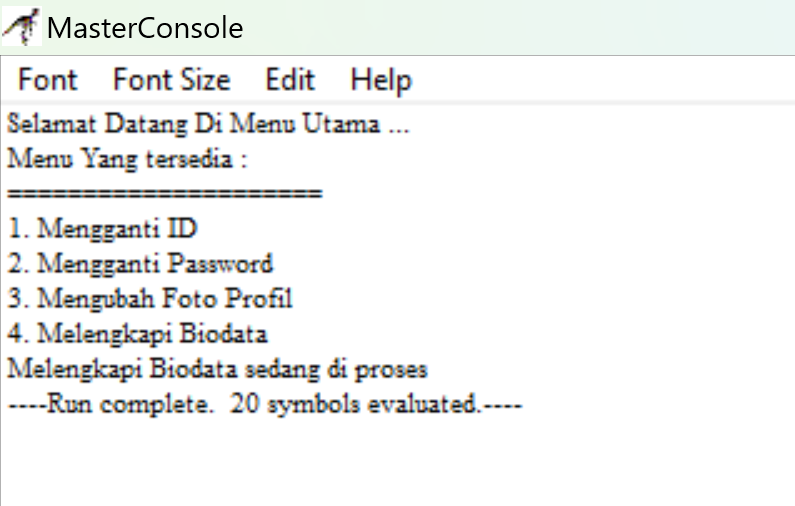 MasterConsole
Font Font Size Edit Help
Selamat Datang Di Menu Utama ...
Menu Yang tersedia :
=====================
1. Mengganti ID
2. Mengganti Password
3. Mengubah Foto Profil
4. Melengkapi Biodata
Melengkapi Biodata sedang di proses
----Run complete.  20 symbols evaluated.----